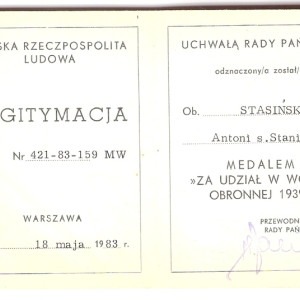 SKA RZECZPOSPOLITA
LUDOWA
GITYMACJA
Nr 421-83-159 MW
WARSZAWA
18 maja 1983 r.
UCHWAŁĄ RADY PAŃ
odznaczony/a został/
Ob. STASIŃSK
Antoni s.Stani
MEDALEM
»ZA UDZIAŁ W WO
OBRONNEJ 1939
PRZEWODN
RADY PAŃ